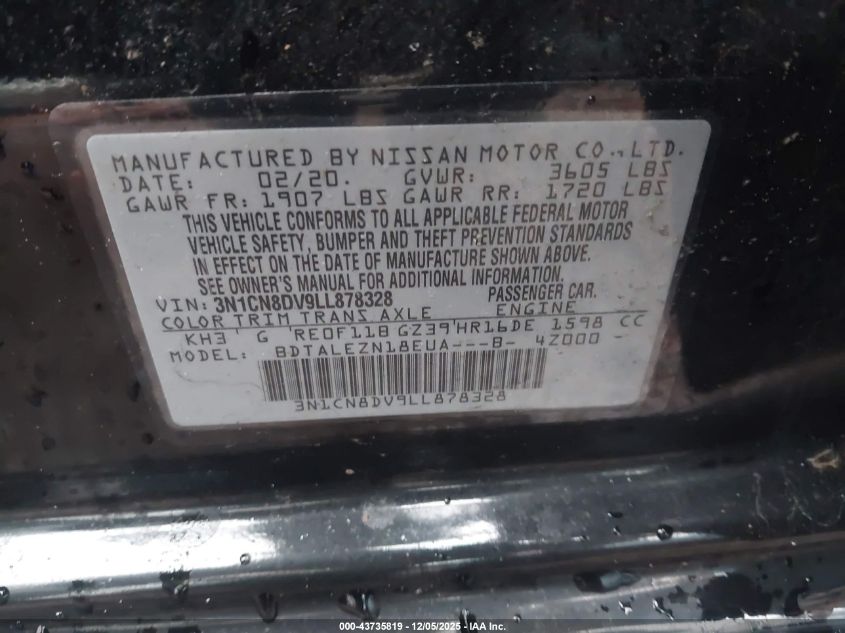 MANUFACTURED BY NISSAN MOTOR CO.,LTD.
DATE: 02/20. GVWR: 3605 LBS
GAWR FR: 1907 LBS GAWR RR: 1720 LBS
THIS VEHICLE CONFORMS TO ALL APPLICABLE FEDERAL MOTOR
VEHICLE SAFETY, BUMPER AND THEFT PREVENTION STANDARDS
IN EFFECT ON THE DATE OF MANUFACTURE SHOWN ABOVE.
SEE OWNER'S MANUAL FOR ADDITIONAL INFORMATION.
VIN: 3N1CN8DV9LL878328 PASSENGER CAR.
COLOR TRIM TRANS AXLE ENGINE
KH3 G 'RE0F11B GZ39'HR16DE 1598 CC
MODEL: BDTALEZN18EUA---B- 4Z000
3N1CN8DV9LL878328
000-43735819 - 12/05/2025 - IAA Inc.